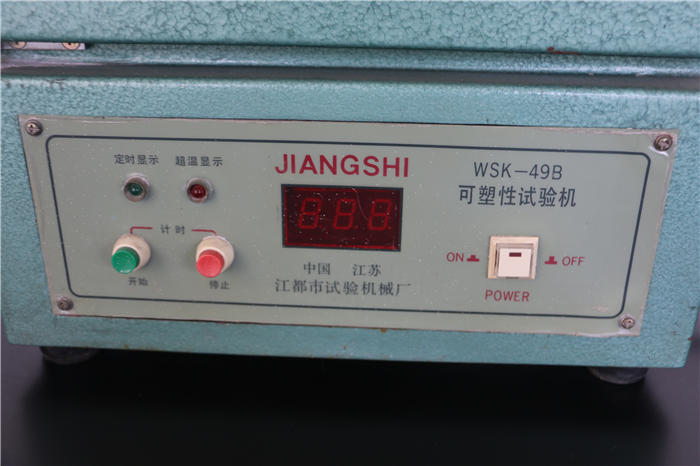 定时显示 超温显示
JIANGSHI
WSK-49B
可塑性试验机
计时
开始 停止
中国 江苏
江都市试验机械厂
ON OFF
POWER